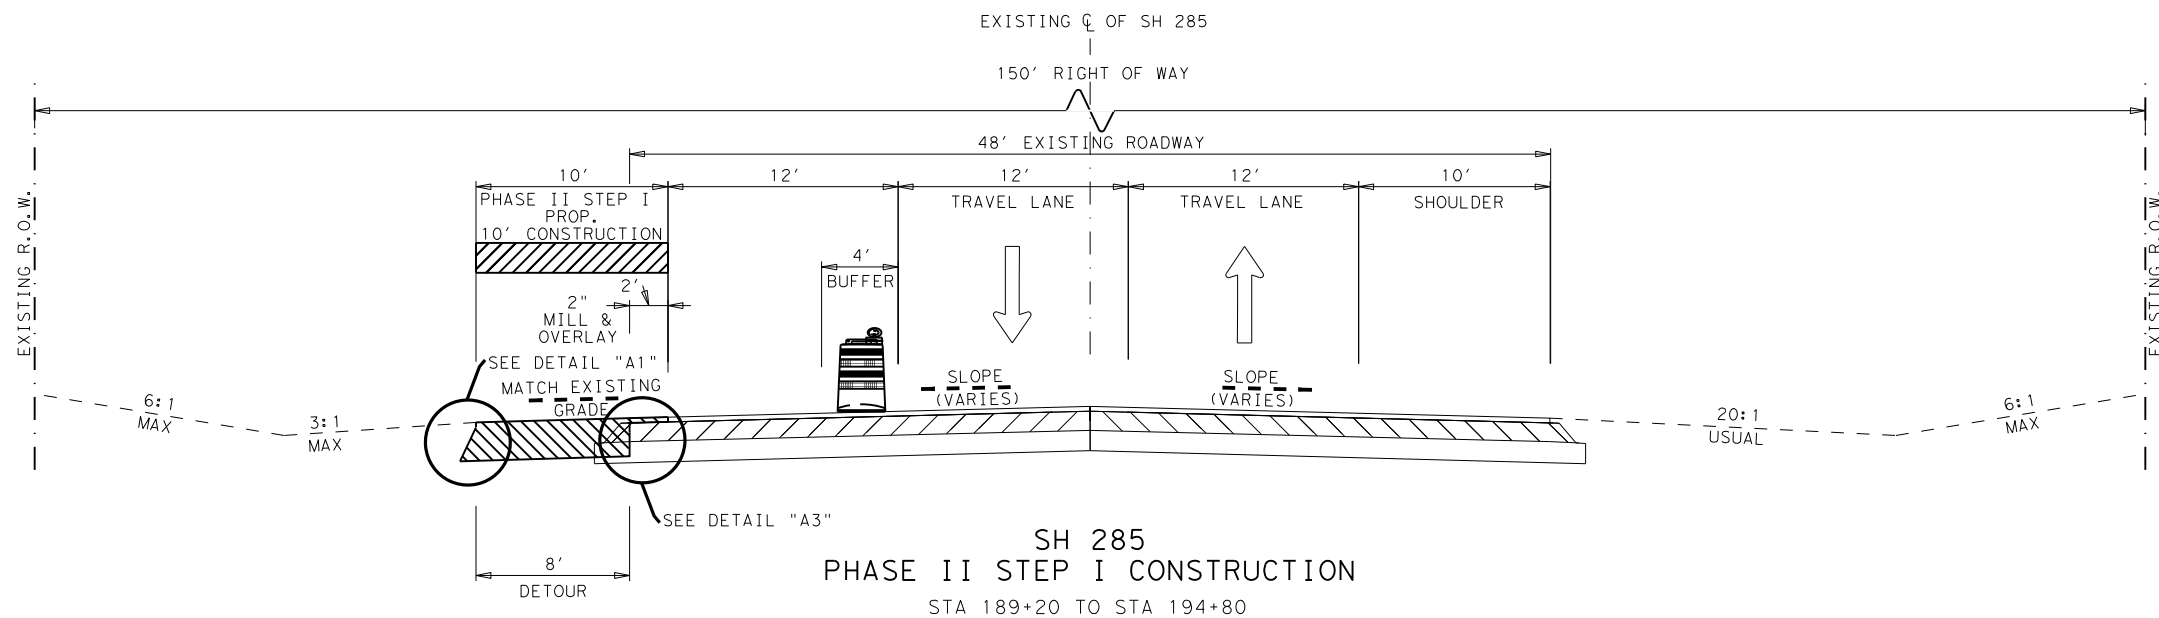 EXISTING ℄ OF SH 285
150' RIGHT OF WAY
48' EXISTING ROADWAY
10'
12'
12'
12'
10'
PHASE II STEP I
PROP.
10' CONSTRUCTION
TRAVEL LANE
TRAVEL LANE
SHOULDER
EXISTING R.O.W.
EXISTING R.O.W.
4'
BUFFER
2'
2"
MILL &
OVERLAY
SEE DETAIL "A1"
MATCH EXISTING
GRADE
SLOPE
(VARIES)
SLOPE
(VARIES)
6:1
MAX
3:1
MAX
20:1
USUAL
6:1
MAX
SEE DETAIL "A3"
8'
DETOUR
SH 285
PHASE II STEP I CONSTRUCTION
STA 189+20 TO STA 194+80